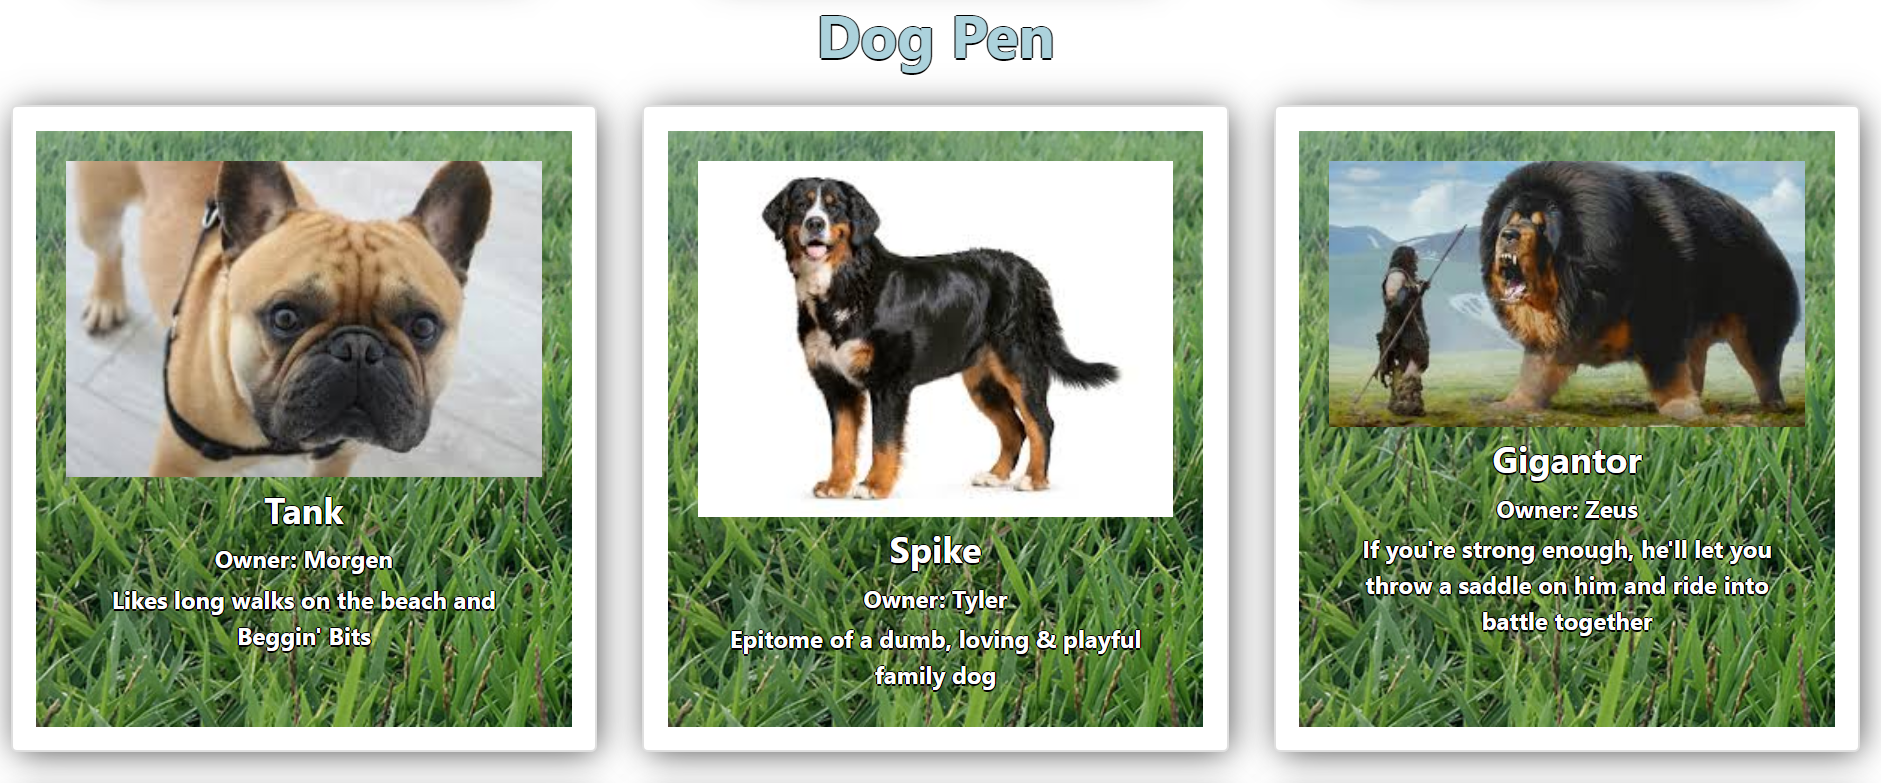 Dog Pen
Tank
Owner: Morgen
Likes long walks on the beach and
Beggin' Bits
Spike
Owner: Tyler
Epitome of a dumb, loving & playful
family dog
Gigantor
Owner: Zeus
If you're strong enough, he'll let you
throw a saddle on him and ride into
battle together